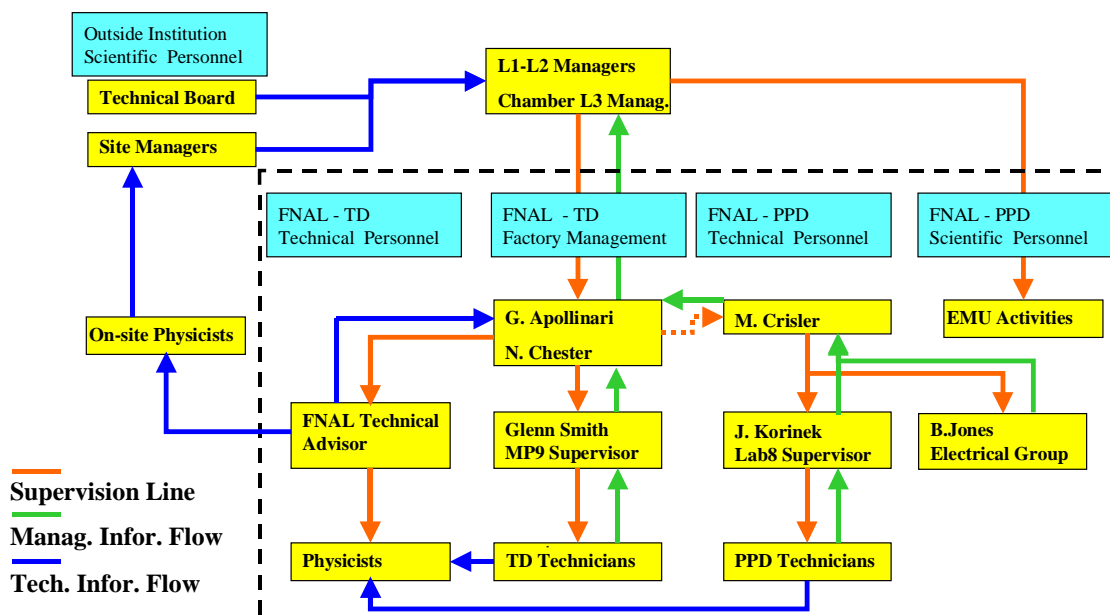 Outside Institution
Scientific Personnel
Technical Board
Site Managers
L1-L2 Managers
Chamber L3 Manag.
FNAL - TD
Technical Personnel
FNAL - TD
Factory Management
FNAL - PPD
Technical Personnel
FNAL - PPD
Scientific Personnel
On-site Physicists
G. Apollinari
N. Chester
M. Crisler
EMU Activities
FNAL Technical
Advisor
Glenn Smith
MP9 Supervisor
J. Korinek
Lab8 Supervisor
B.Jones
Electrical Group
Supervision Line
Manag. Infor. Flow
Tech. Infor. Flow
Physicists
TD Technicians
PPD Technicians